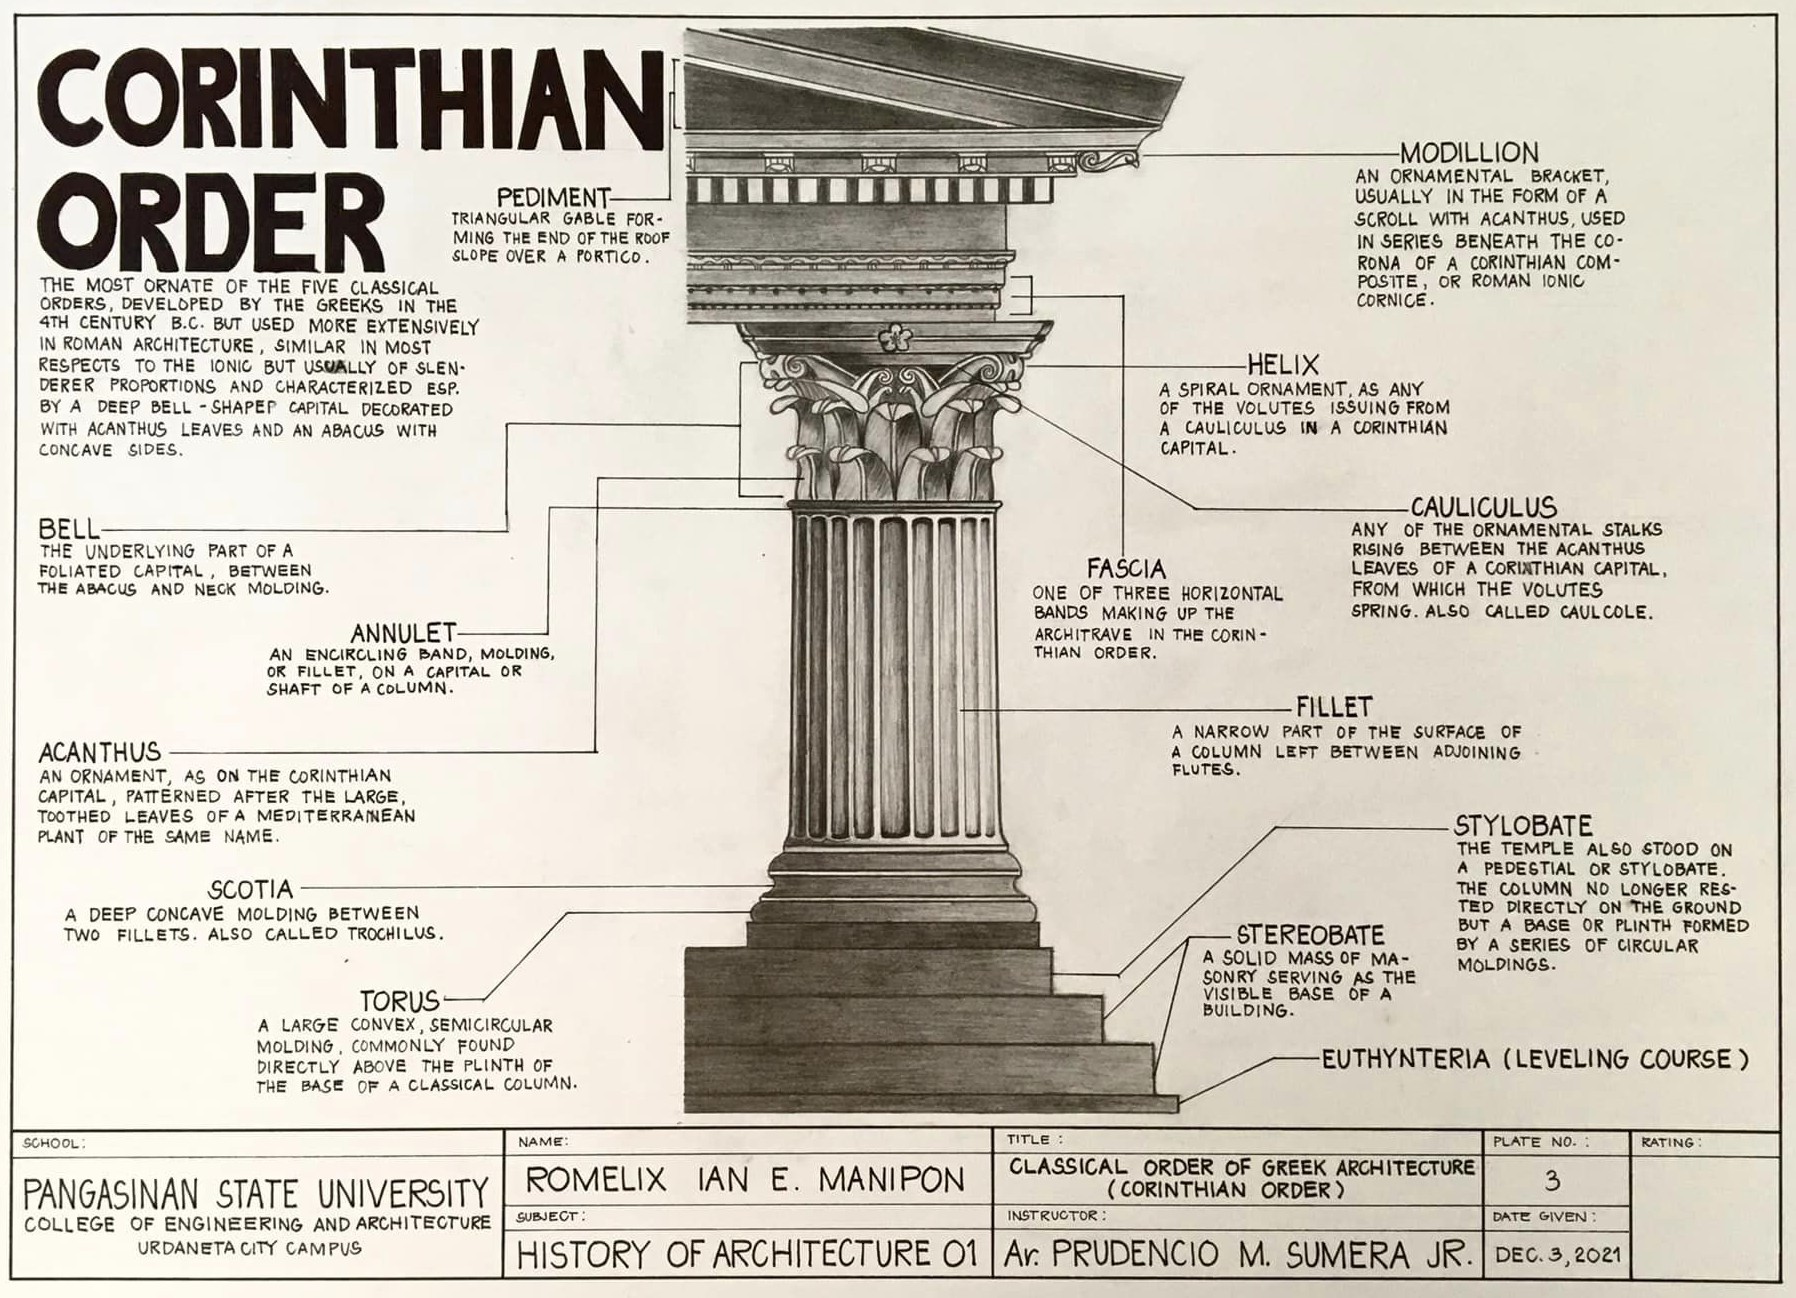 CORINTHIAN
ORDER
THE MOST ORNATE OF THE FIVE CLASSICAL
ORDERS, DEVELOPED BY THE GREEKS IN THE
4TH CENTURY B.C. BUT USED MORE EXTENSIVELY
IN ROMAN ARCHITECTURE, SIMILAR IN MOST
RESPECTS TO THE IONIC BUT USUALLY OF SLEN-
DERER PROPORTIONS AND CHARACTERIZED ESP.
BY A DEEP BELL-SHAPEP CAPITAL DECORATED
WITH ACANTHUS LEAVES AND AN ABACUS WITH
CONCAVE SIDES.
PEDIMENT
TRIANGULAR GABLE FOR-
MING THE END OF THE ROOF
SLOPE OVER A PORTICO.
BELL
THE UNDERLYING PART OF A
FOLIATED CAPITAL, BETWEEN
THE ABACUS AND NECK MOLDING.
ANNULET
AN ENCIRCLING BAND, MOLDING,
OR FILLET, ON A CAPITAL OR
SHAFT OF A COLUMN.
ACANTHUS
AN ORNAMENT, AS ON THE CORINTHIAN
CAPITAL, PATTERNED AFTER THE LARGE,
TOOTHED LEAVES OF A MEDITERRANEAN
PLANT OF THE SAME NAME.
SCOTIA
A DEEP CONCAVE MOLDING BETWEEN
TWO FILLETS. ALSO CALLED TROCHILUS.
TORUS
A LARGE CONVEX, SEMICIRCULAR
MOLDING, COMMONLY FOUND
DIRECTLY ABOVE THE PLINTH OF
THE BASE OF A CLASSICAL COLUMN.
MODILLION
AN ORNAMENTAL BRACKET,
USUALLY IN THE FORM OF A
SCROLL WITH ACANTHUS, USED
IN SERIES BENEATH THE CO-
RONA OF A CORINTHIAN COM-
POSITE, OR ROMAN IONIC
CORNICE.
HELIX
A SPIRAL ORNAMENT, AS ANY
OF THE VOLUTES ISSUING FROM
A CAULICULUS IN A CORINTHIAN
CAPITAL.
CAULICULUS
ANY OF THE ORNAMENTAL STALKS
RISING BETWEEN THE ACANTHUS
LEAVES OF A CORINTHIAN CAPITAL,
FROM WHICH THE VOLUTES
SPRING. ALSO CALLED CAULCOLE.
FASCIA
ONE OF THREE HORIZONTAL
BANDS MAKING UP THE
ARCHITRAVE IN THE CORIN-
THIAN ORDER.
FILLET
A NARROW PART OF THE SURFACE OF
A COLUMN LEFT BETWEEN ADJOINING
FLUTES.
STYLOBATE
THE TEMPLE ALSO STOOD ON
A PEDESTIAL OR STYLOBATE.
THE COLUMN NO LONGER RES-
TED DIRECTLY ON THE GROUND
BUT A BASE OR PLINTH FORMED
BY A SERIES OF CIRCULAR
MOLDINGS.
STEREOBATE
A SOLID MASS OF MA-
SONRY SERVING AS THE
VISIBLE BASE OF A
BUILDING.
EUTHYNTERIA (LEVELING COURSE)
SCHOOL:
PANGASINAN STATE UNIVERSITY
COLLEGE OF ENGINEERING AND ARCHITECTURE
URDANETA CITY CAMPUS
NAME:
ROMELIX IAN E. MANIPON
SUBJECT:
HISTORY OF ARCHITECTURE 01
TITLE:
CLASSICAL ORDER OF GREEK ARCHITECTURE
(CORINTHIAN ORDER)
INSTRUCTOR:
Ar. PRUDENCIO M. SUMERA JR.
PLATE NO.:
3
DATE GIVEN:
DEC. 3, 2021
RATING: